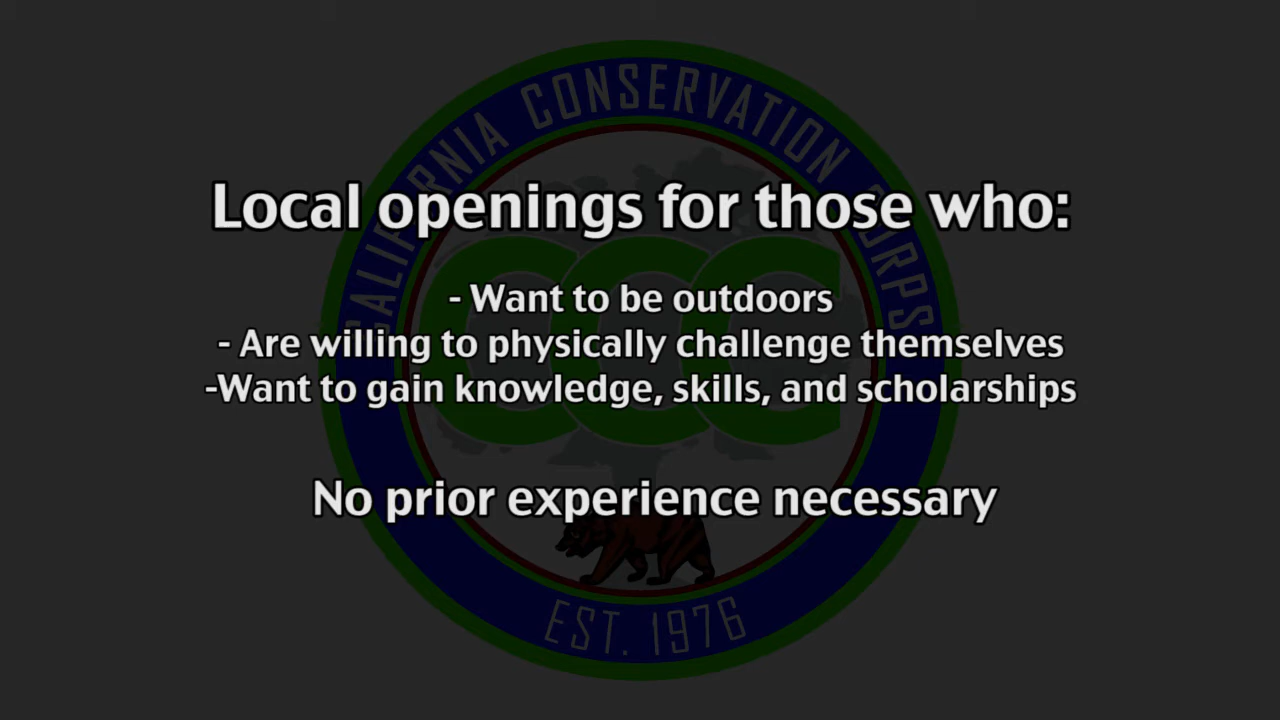 CALIFORNIA CONSERVATION CORPS
Local openings for those who:
- Want to be outdoors
- Are willing to physically challenge themselves
-Want to gain knowledge, skills, and scholarships
CCC
No prior experience necessary
EST. 1976